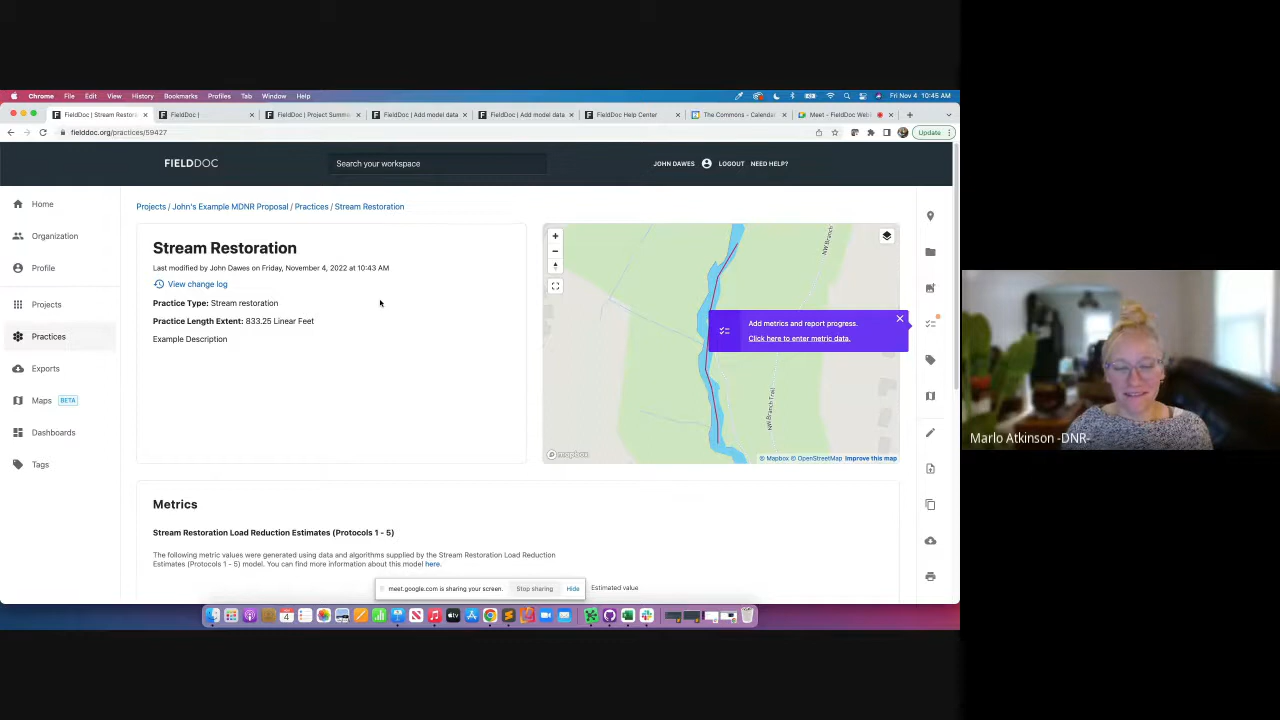 Chrome File Edit View History Bookmarks Profiles Tab Window Help
Fri Nov 4 10:45 AM
FieldDoc | Stream Restora
FieldDoc |
FieldDoc | Project Summa
FieldDoc | Add model data
FieldDoc | Add model data
FieldDoc Help Center
The Commons - Calendar
Meet - FieldDoc Web
fielddoc.org/practices/59427
Update
FIELDDOC
Search your workspace
JOHN DAWES
LOGOUT
NEED HELP?
Home
Organization
Profile
Projects
Practices
Exports
Maps BETA
Dashboards
Tags
Projects / John's Example MDNR Proposal / Practices / Stream Restoration
Stream Restoration
Last modified by John Dawes on Friday, November 4, 2022 at 10:43 AM
View change log
Practice Type: Stream restoration
Practice Length Extent: 833.25 Linear Feet
Example Description
NW Branch
NW Branch Trail
Add metrics and report progress.
Click here to enter metric data.
mapbox
© Mapbox © OpenStreetMap Improve this map
Metrics
Stream Restoration Load Reduction Estimates (Protocols 1 - 5)
The following metric values were generated using data and algorithms supplied by the Stream Restoration Load Reduction
Estimates (Protocols 1 - 5) model. You can find more information about this model here.
meet.google.com is sharing your screen.
Stop sharing
Hide
Estimated value
Marlo Atkinson -DNR-